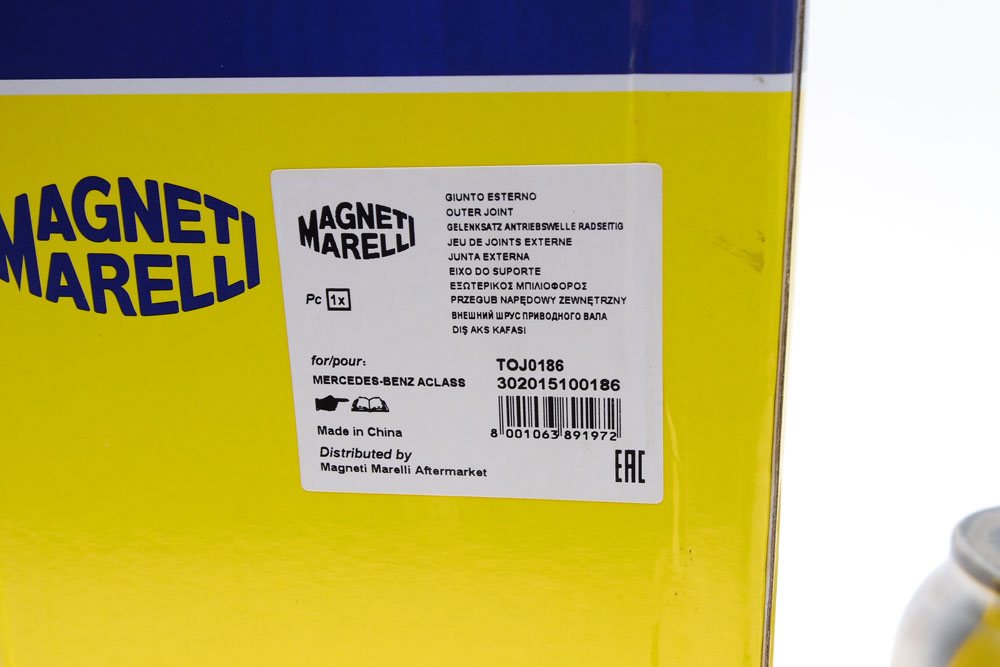 MAGNETI
MARELLI
MAGNETI
MARELLI
Pc 1x
GIUNTO ESTERNO
OUTER JOINT
GELENKSATZ ANTRIEBSWELLE RADSEITIG
JEU DE JOINTS EXTERNE
JUNTA EXTERNA
EIXO DO SUPORTE
ΕΞΩΤΕΡΙΚΟΣ ΜΠΙΛΙΟΦΟΡΟΣ
PRZEGUB NAPĘDOWY ZEWNĘTRZNY
ВНЕШНИЙ ШРУС ПРИВОДНОГО ВАЛА
DIŞ AKS KAFASI
for/pour:
MERCEDES-BENZ ACLASS
Made in China
Distributed by
Magneti Marelli Aftermarket
TOJ0186
302015100186
8 001063 891972
EAC